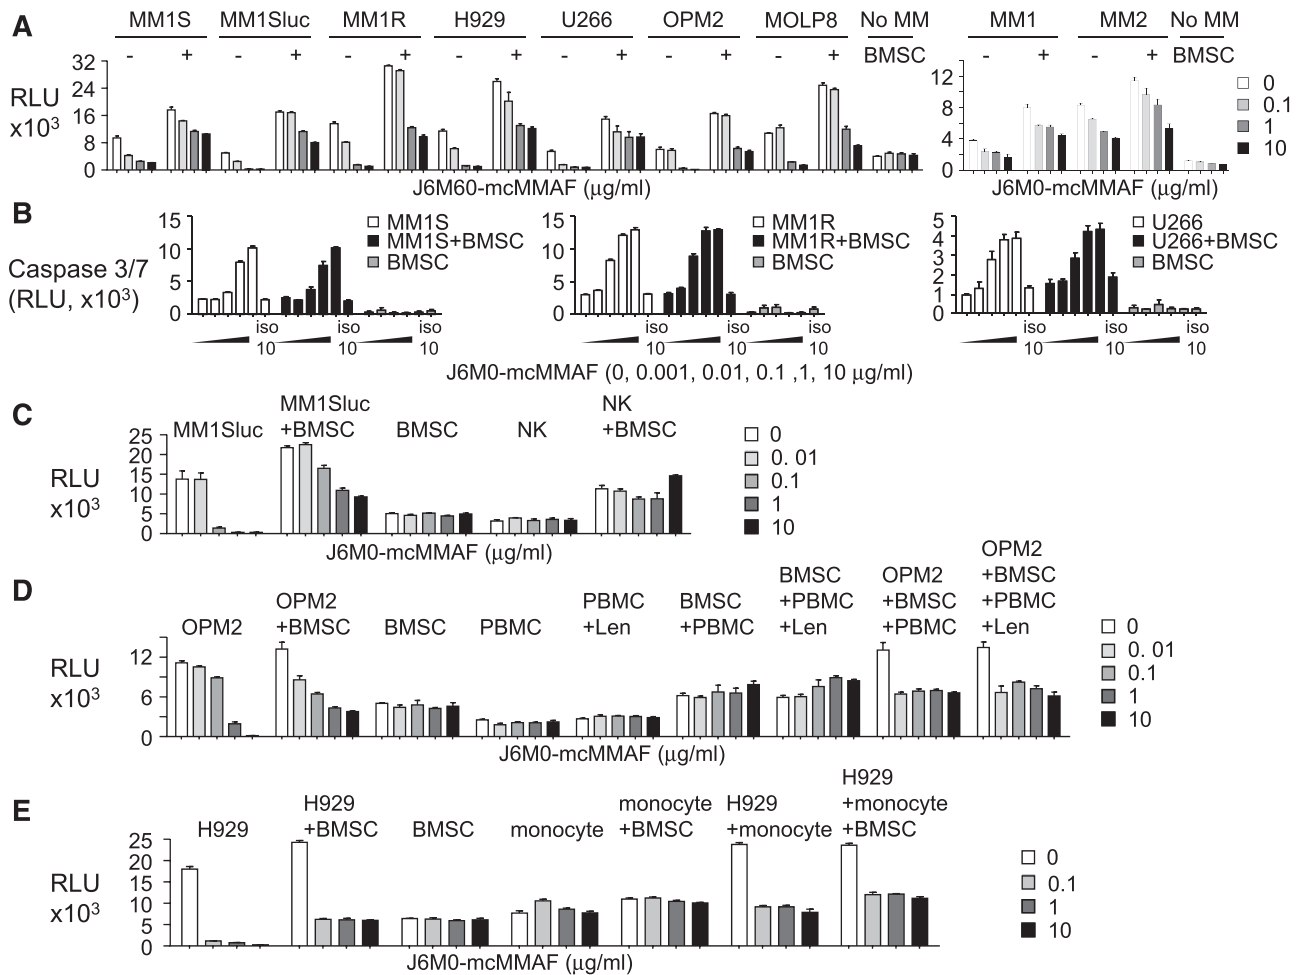 A
MM1S MM1Sluc MM1R H929 U266 OPM2 MOLP8 No MM MM1 MM2 No MM
- + - + - + - + - + - + - + BMSC - + - + BMSC
RLU
x10³
32
24
16
8
0
12
8
4
0
0
0.1
1
10
J6M60-mcMMAF (µg/ml) J6M0-mcMMAF (µg/ml)
B
Caspase 3/7
(RLU, x10³)
15
10
5
0
MM1S
MM1S+BMSC
BMSC
iso iso iso
10 10 10
15
10
5
0
MM1R
MM1R+BMSC
BMSC
iso iso iso
10 10 10
5
4
3
2
1
0
U266
U266+BMSC
BMSC
iso iso iso
10 10 10
J6M0-mcMMAF (0, 0.001, 0.01, 0.1 ,1, 10 µg/ml)
C
MM1Sluc
MM1Sluc
+BMSC
BMSC
NK
NK
+BMSC
RLU
x10³
25
20
15
10
5
0
0
0. 01
0.1
1
10
J6M0-mcMMAF (µg/ml)
D
OPM2
OPM2
+BMSC
BMSC
PBMC
PBMC
+Len
BMSC
+PBMC
BMSC
+PBMC
+Len
OPM2
+BMSC
+PBMC
OPM2
+BMSC
+PBMC
+Len
RLU
x10³
12
6
0
0
0. 01
0.1
1
10
J6M0-mcMMAF (µg/ml)
E
H929
H929
+BMSC
BMSC
monocyte
monocyte
+BMSC
H929
+monocyte
H929
+monocyte
+BMSC
RLU
x10³
25
20
15
10
5
0
0
0.1
1
10
J6M0-mcMMAF (µg/ml)